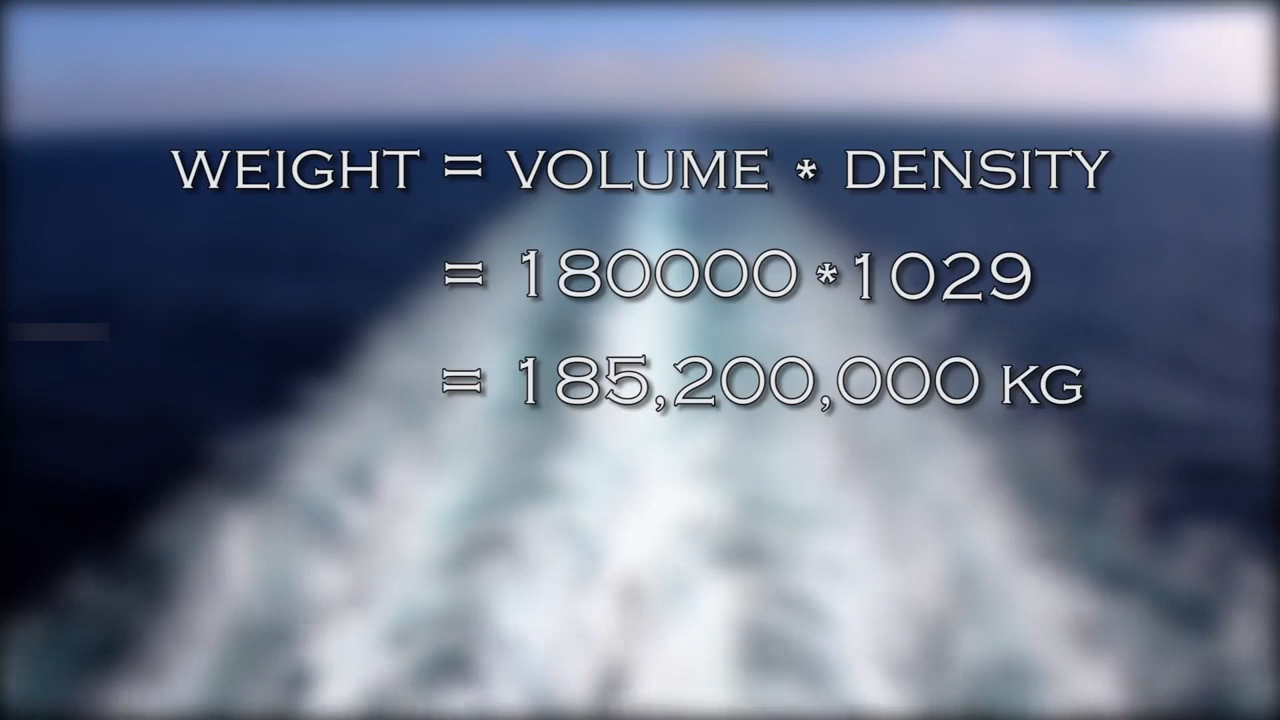 WEIGHT = VOLUME * DENSITY
= 180000 * 1029
= 185,200,000 KG